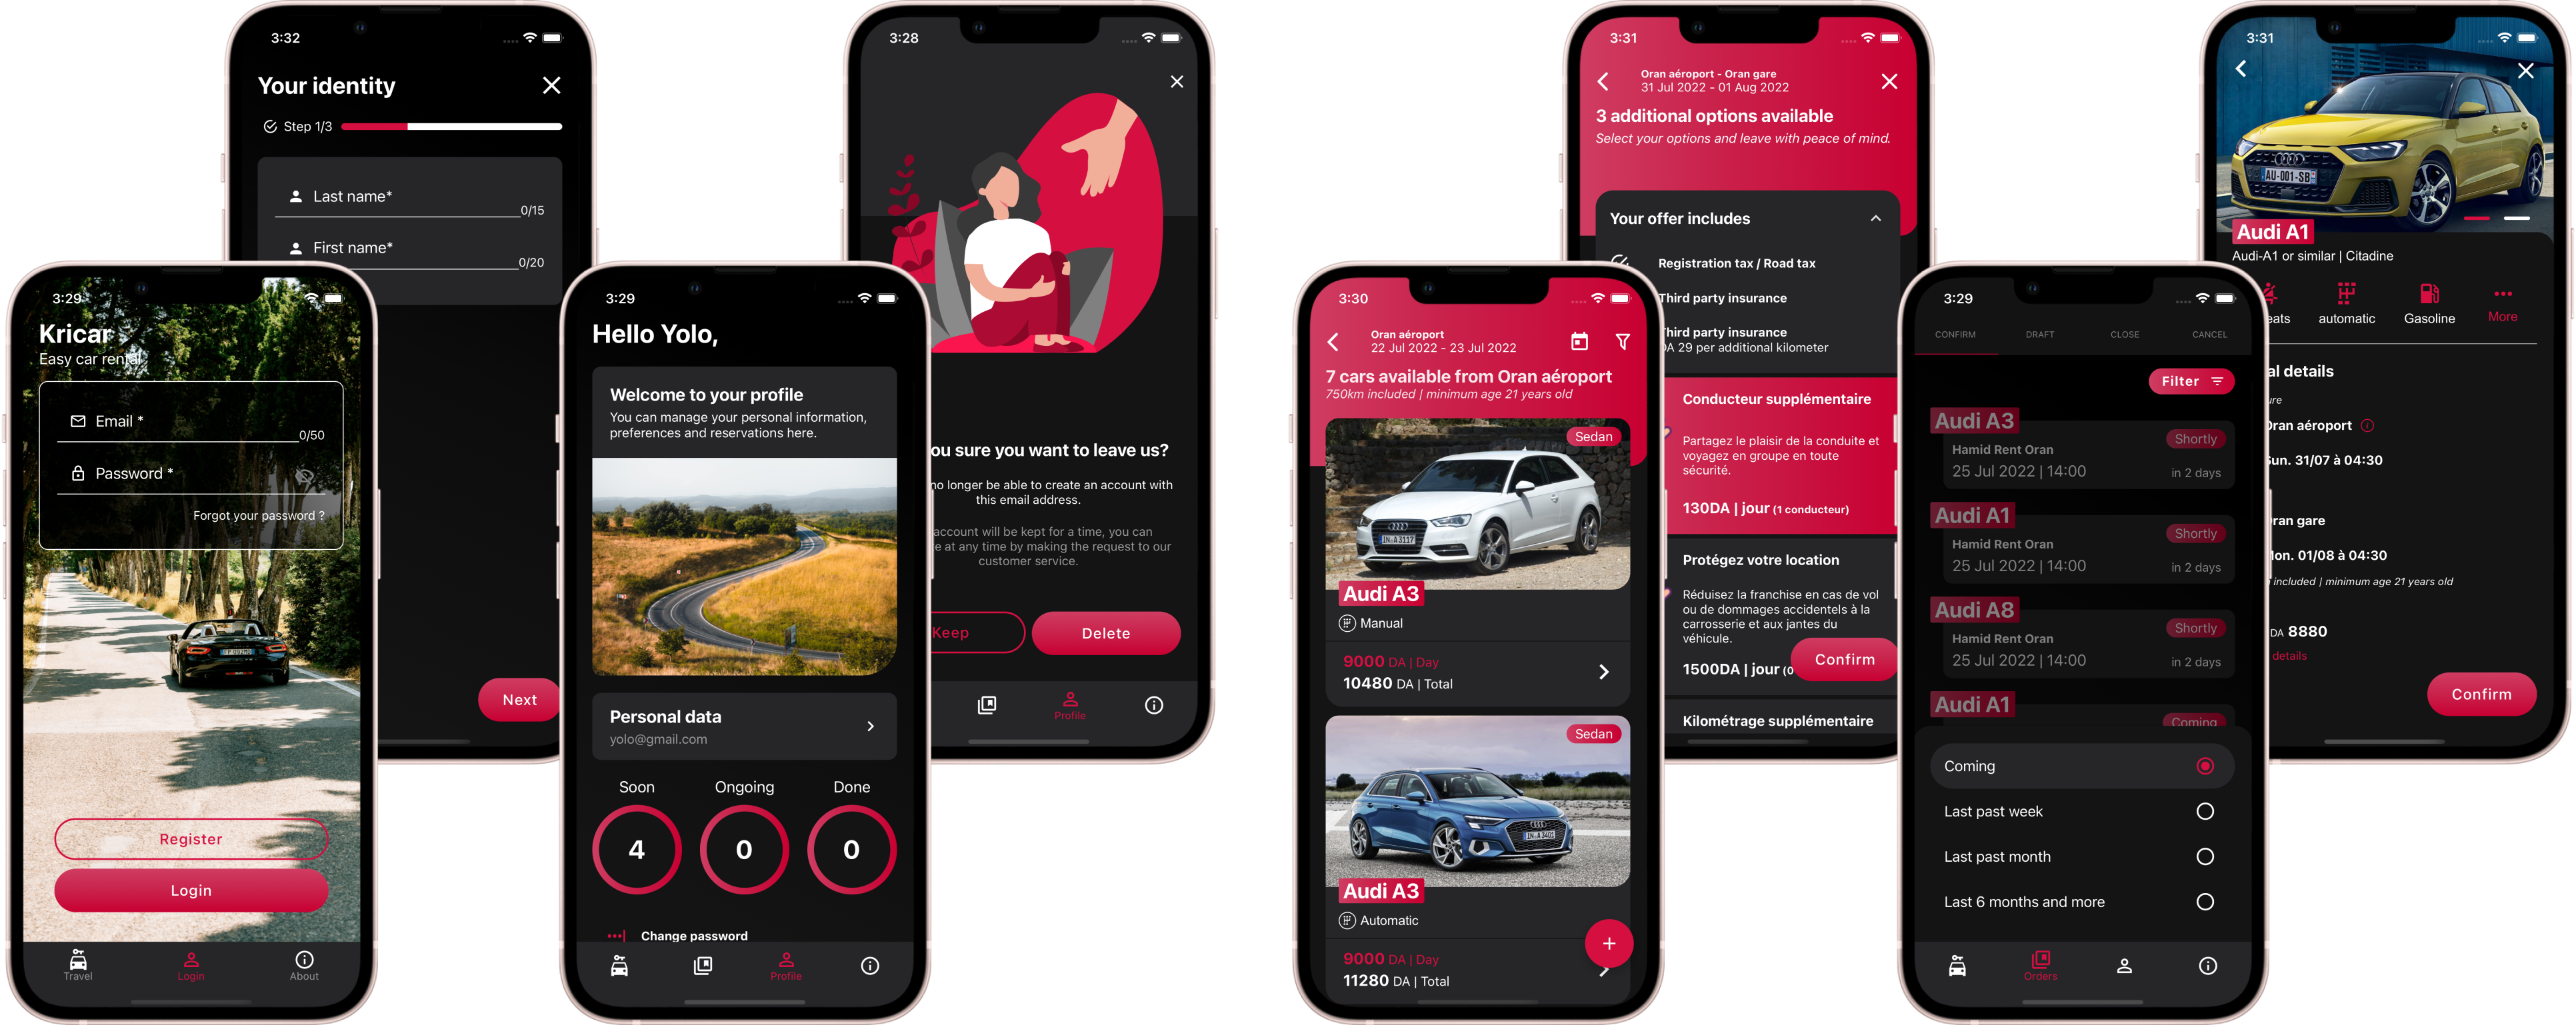 3:32
Your identity
Step 1/3
Last name*
0/15
First name*
0/20
Next
3:29
Kricar
Easy car rental
Email *
0/50
Password *
Forgot your password ?
Register
Login
Travel
Login
About
3:28
ou sure you want to leave us?
no longer be able to create an account with
this email address.
account will be kept for a time, you can
e at any time by making the request to our
customer service.
Keep
Delete
Profile
3:29
Hello Yolo,
Welcome to your profile
You can manage your personal information,
preferences and reservations here.
Personal data
yolo@gmail.com
Soon
Ongoing
Done
4
0
0
Change password
Profile
3:31
Oran aéroport - Oran gare
31 Jul 2022 - 01 Aug 2022
3 additional options available
Select your options and leave with peace of mind.
Your offer includes
Registration tax / Road tax
Third party insurance
Third party insurance
DA 29 per additional kilometer
Conducteur supplémentaire
Partagez le plaisir de la conduite et
voyagez en groupe en toute
sécurité.
130DA | jour (1 conducteur)
Protégez votre location
Réduisez la franchise en cas de vol
ou de dommages accidentels à la
carrosserie et aux jantes du
véhicule.
1500DA | jour (0
Confirm
Kilométrage supplémentaire
3:30
Oran aéroport
22 Jul 2022 - 23 Jul 2022
7 cars available from Oran aéroport
750km included | minimum age 21 years old
Sedan
IN·A 3117
Audi A3
Manual
9000 DA | Day
10480 DA | Total
Sedan
IN·A 3401
Audi A3
Automatic
9000 DA | Day
11280 DA | Total
3:31
AU-001-SB
Audi A1
Audi-A1 or similar | Citadine
eats
automatic
Gasoline
More
al details
ure
Oran aéroport
Sun. 31/07 à 04:30
ran gare
Mon. 01/08 à 04:30
included | minimum age 21 years old
DA 8880
details
Confirm
3:29
CONFIRM
DRAFT
CLOSE
CANCEL
Filter
Audi A3
Shortly
Hamid Rent Oran
25 Jul 2022 | 14:00
in 2 days
Audi A1
Shortly
Hamid Rent Oran
25 Jul 2022 | 14:00
in 2 days
Audi A8
Shortly
Hamid Rent Oran
25 Jul 2022 | 14:00
in 2 days
Audi A1
Coming
Coming
Last past week
Last past month
Last 6 months and more
Orders